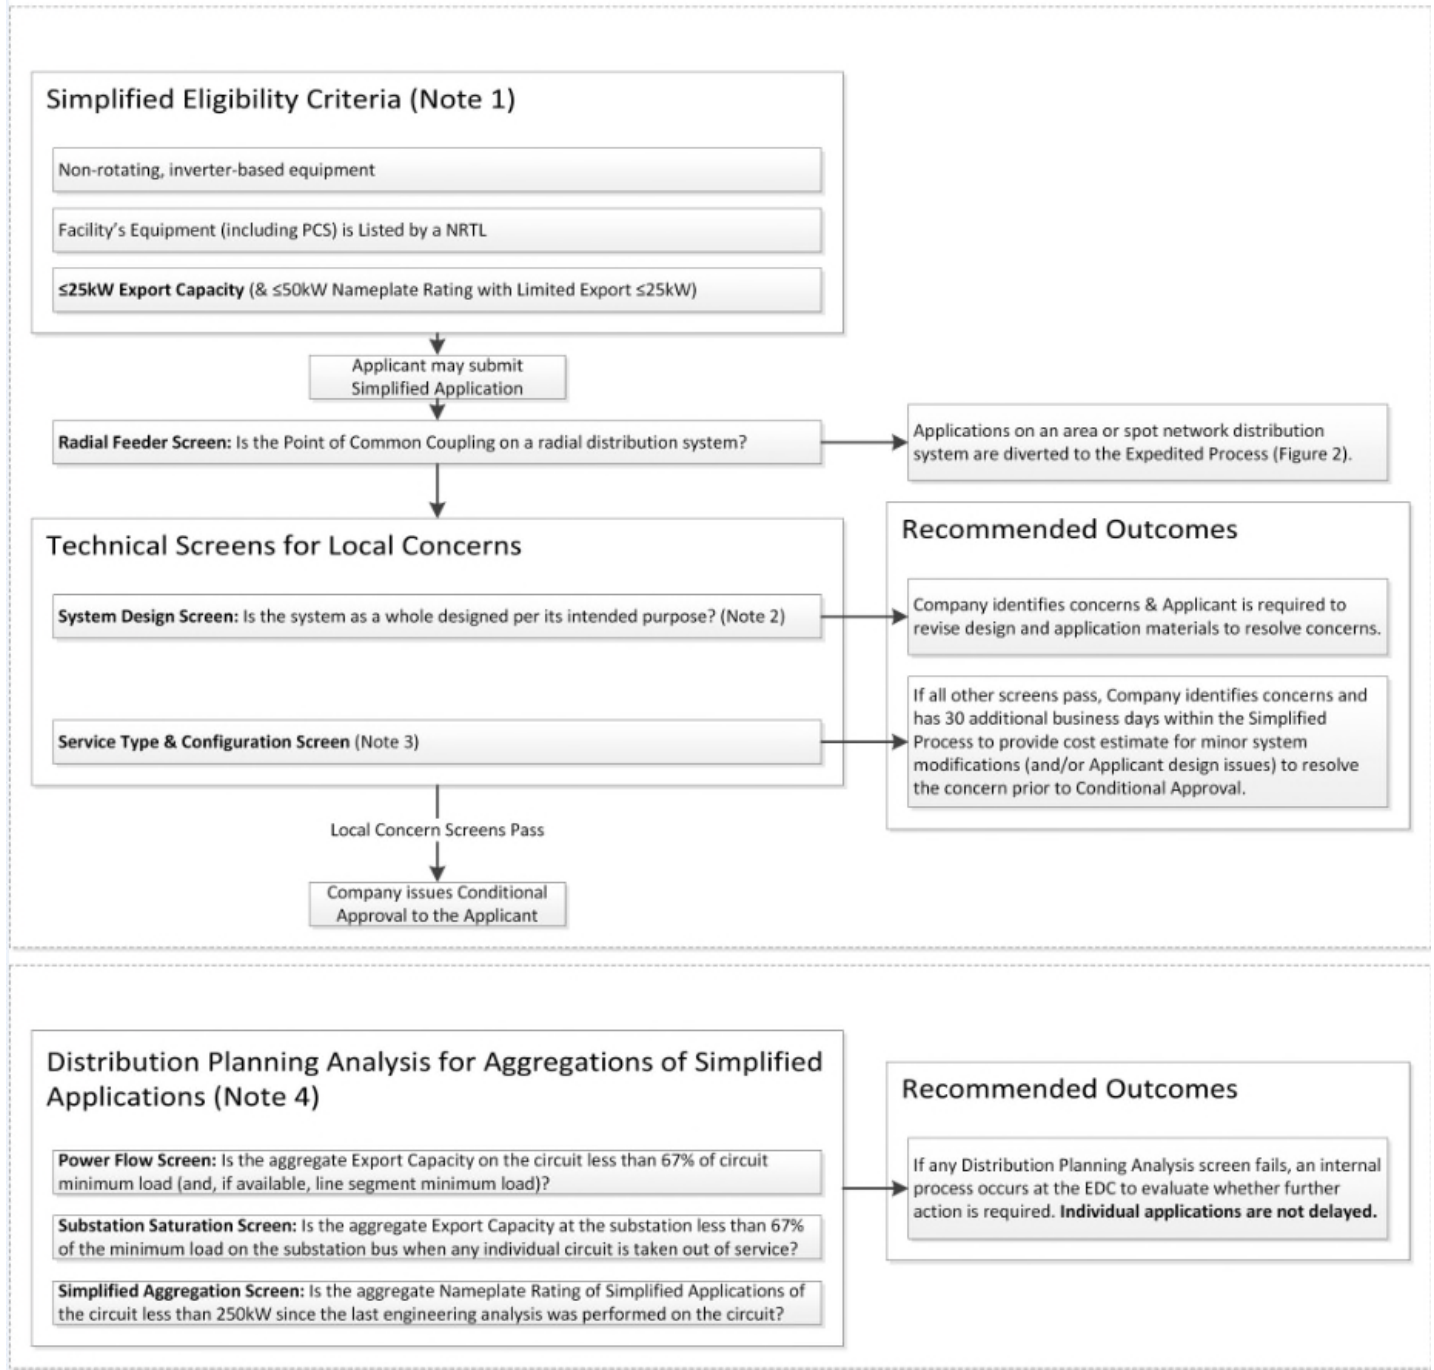 Simplified Eligibility Criteria (Note 1)
Non-rotating, inverter-based equipment
Facility's Equipment (including PCS) is Listed by a NRTL
≤25kW Export Capacity (& ≤50kW Nameplate Rating with Limited Export ≤25kW)
Applicant may submit
Simplified Application
Radial Feeder Screen: Is the Point of Common Coupling on a radial distribution system?
Applications on an area or spot network distribution
system are diverted to the Expedited Process (Figure 2).
Technical Screens for Local Concerns
System Design Screen: Is the system as a whole designed per its intended purpose? (Note 2)
Service Type & Configuration Screen (Note 3)
Recommended Outcomes
Company identifies concerns & Applicant is required to
revise design and application materials to resolve concerns.
If all other screens pass, Company identifies concerns and
has 30 additional business days within the Simplified
Process to provide cost estimate for minor system
modifications (and/or Applicant design issues) to resolve
the concern prior to Conditional Approval.
Local Concern Screens Pass
Company issues Conditional
Approval to the Applicant
Distribution Planning Analysis for Aggregations of Simplified
Applications (Note 4)
Power Flow Screen: Is the aggregate Export Capacity on the circuit less than 67% of circuit
minimum load (and, if available, line segment minimum load)?
Substation Saturation Screen: Is the aggregate Export Capacity at the substation less than 67%
of the minimum load on the substation bus when any individual circuit is taken out of service?
Simplified Aggregation Screen: Is the aggregate Nameplate Rating of Simplified Applications of
the circuit less than 250kW since the last engineering analysis was performed on the circuit?
Recommended Outcomes
If any Distribution Planning Analysis screen fails, an internal
process occurs at the EDC to evaluate whether further
action is required. Individual applications are not delayed.